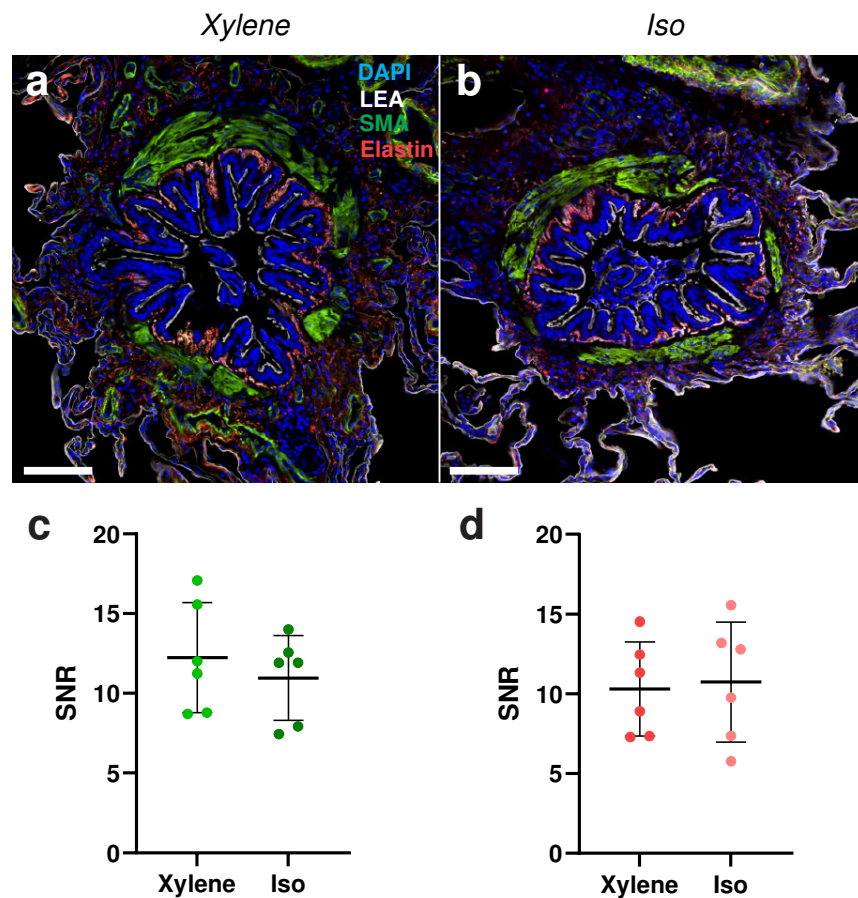 Xylene
Iso
a
DAPI
LEA
SMA
Elastin
b
c
SNR
20
15
10
5
0
Xylene
Iso
d
SNR
20
15
10
5
0
Xylene
Iso